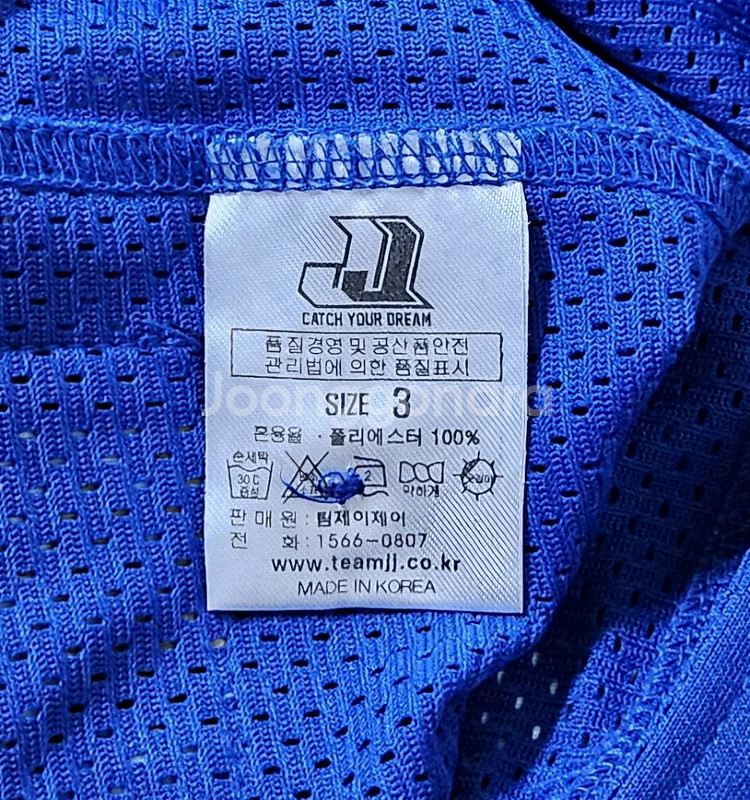 JJ
CATCH YOUR DREAM
품질경영 및 공산품안전
관리법에 의한 품질표시
Joongonara
SIZE 3
혼용율 · 폴리에스터 100%
손세탁
30 C
중성
2
약하게
판 매 원 : 팀제이제이
전 화 : 1566-0807
www.teamjj.co.kr
MADE IN KOREA